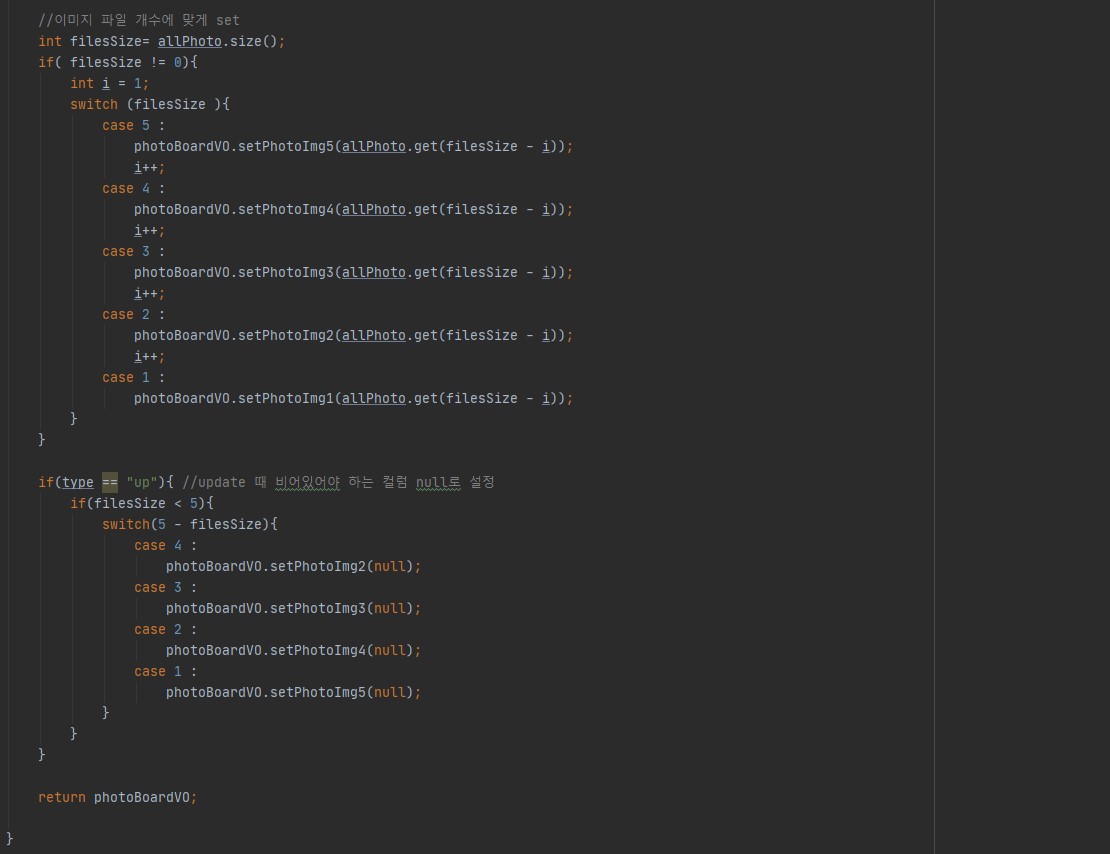 //이미지 파일 개수에 맞게 set
int filesSize= allPhoto.size();
if( filesSize != 0){
int i = 1;
switch (filesSize ){
case 5 :
photoBoardVO.setPhotoImg5(allPhoto.get(filesSize - i));
i++;
case 4 :
photoBoardVO.setPhotoImg4(allPhoto.get(filesSize - i));
i++;
case 3 :
photoBoardVO.setPhotoImg3(allPhoto.get(filesSize - i));
i++;
case 2 :
photoBoardVO.setPhotoImg2(allPhoto.get(filesSize - i));
i++;
case 1 :
photoBoardVO.setPhotoImg1(allPhoto.get(filesSize - i));
}
}
if(type == "up"){ //update 때 비어있어야 하는 컬럼 null로 설정
if(filesSize < 5){
switch(5 - filesSize){
case 4 :
photoBoardVO.setPhotoImg2(null);
case 3 :
photoBoardVO.setPhotoImg3(null);
case 2 :
photoBoardVO.setPhotoImg4(null);
case 1 :
photoBoardVO.setPhotoImg5(null);
}
}
}
return photoBoardVO;
}